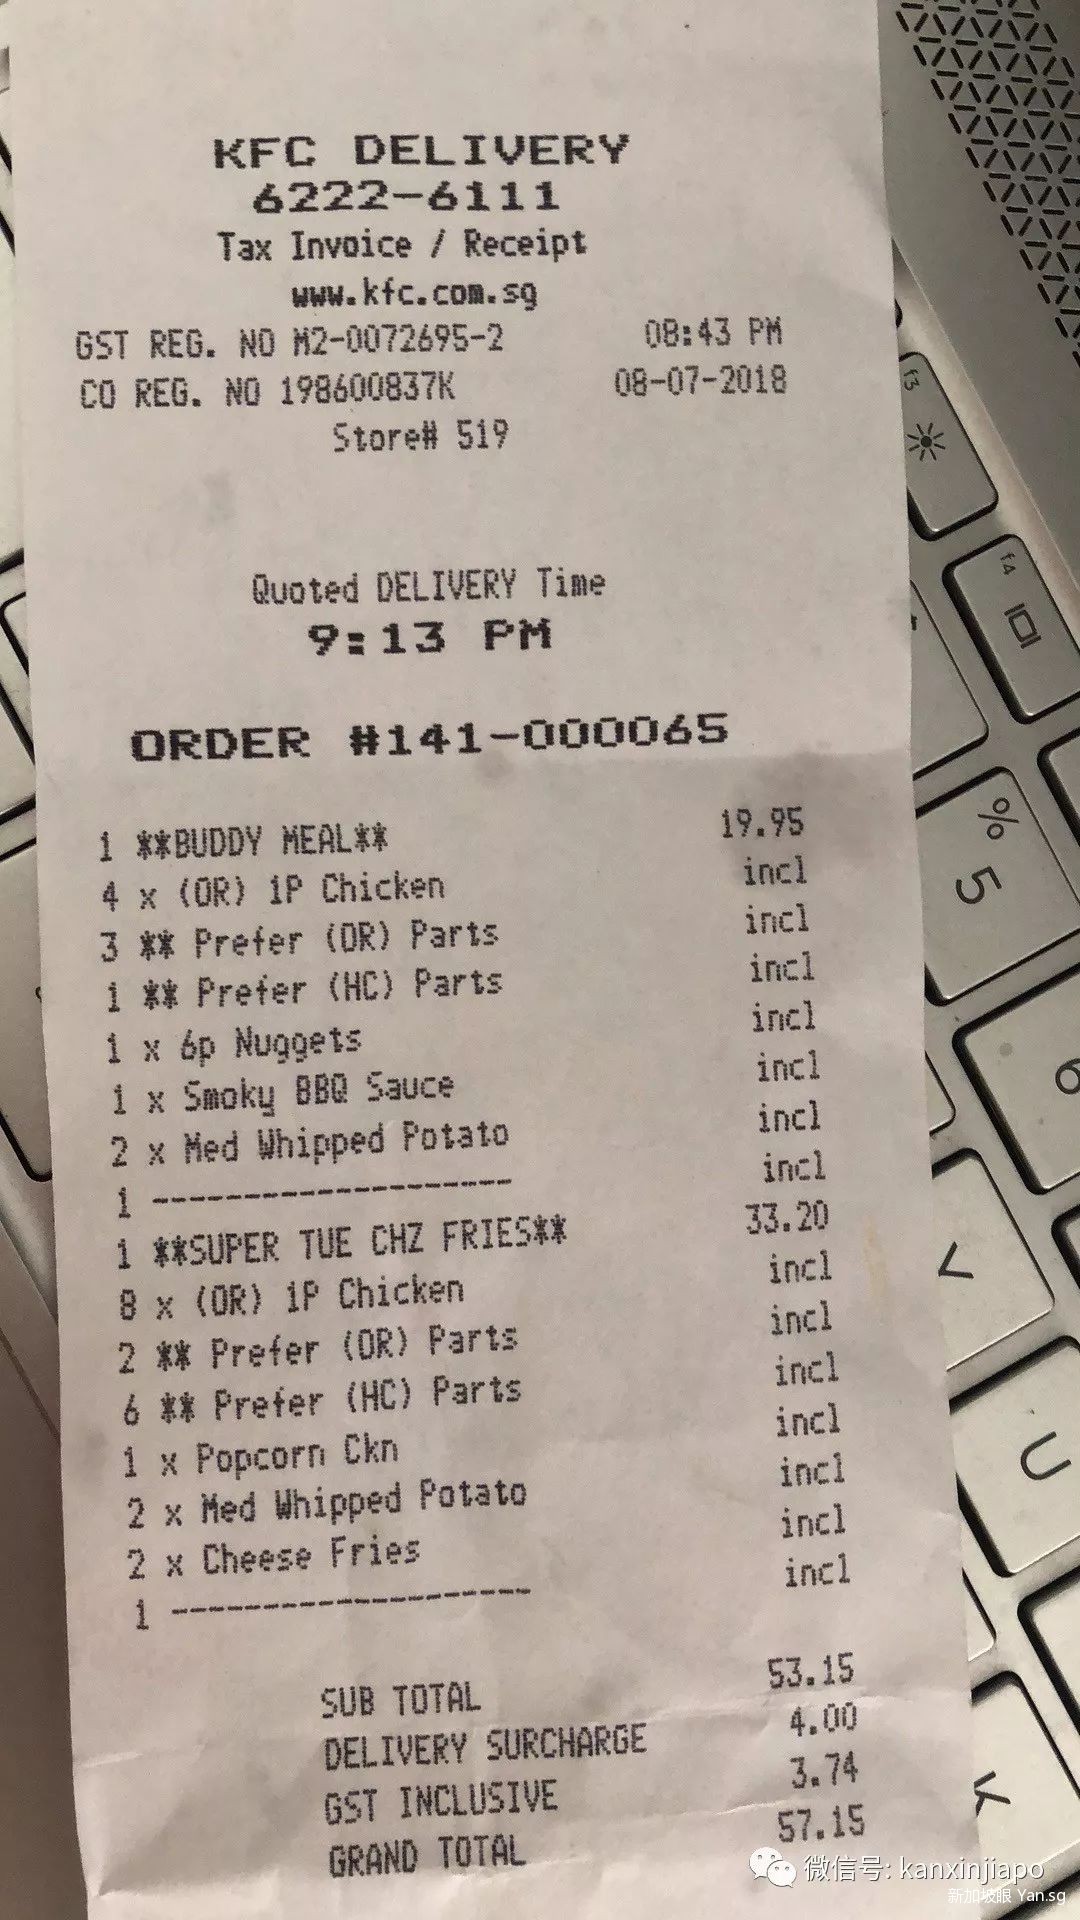 KFC DELIVERY
6222-6111
Tax Invoice / Receipt
www.kfc.com.sg
GST REG. NO M2-0072695-2 08:43 PM
CO REG. NO 198600837K 08-07-2018
Store# 519
Quoted DELIVERY Time
9:13 PM
ORDER #141-000065
1 **BUDDY MEAL** 19.95
4 x (OR) 1P Chicken incl
3 ** Prefer (OR) Parts incl
1 ** Prefer (HC) Parts incl
1 x 6p Nuggets incl
1 x Smoky BBQ Sauce incl
2 x Med Whipped Potato incl
1 -------------------- incl
1 **SUPER TUE CHZ FRIES** 33.20
8 x (OR) 1P Chicken incl
2 ** Prefer (OR) Parts incl
6 ** Prefer (HC) Parts incl
1 x Popcorn Ckn incl
2 x Med Whipped Potato incl
2 x Cheese Fries incl
1 -------------------- incl
SUB TOTAL 53.15
DELIVERY SURCHARGE 4.00
GST INCLUSIVE 3.74
GRAND TOTAL 57.15
f3
f4
%
5
6
U
K
微信号: kanxinjiapo
新加坡眼 Yan.sg